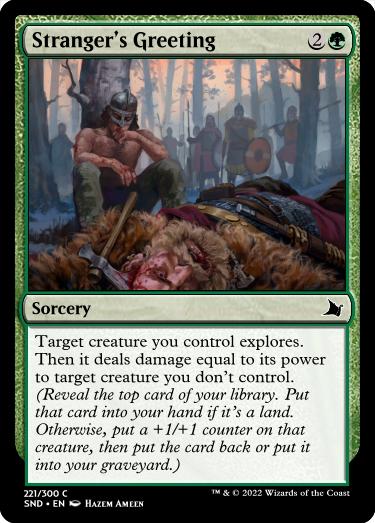 Stranger's Greeting 2
Sorcery
Target creature you control explores.
Then it deals damage equal to its power
to target creature you don't control.
(Reveal the top card of your library. Put
that card into your hand if it's a land.
Otherwise, put a +1/+1 counter on that
creature, then put the card back or put it
into your graveyard.)
221/300 C
SND • EN Hazem Ameen
™ & © 2022 Wizards of the Coast